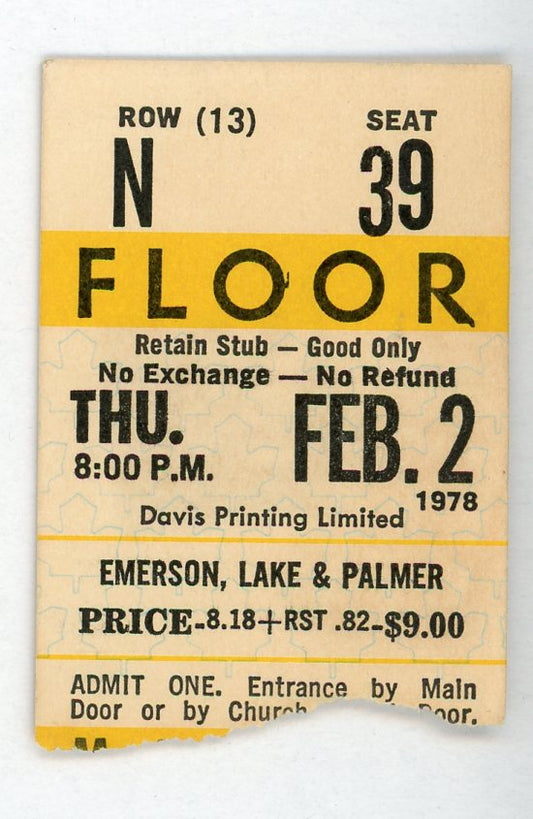 ROW (13) SEAT
N 39
FLOOR
Retain Stub — Good Only
No Exchange — No Refund
THU. FEB. 2
8:00 P.M. 1978
Davis Printing Limited
EMERSON, LAKE & PALMER
PRICE-8.18+RST .82-$9.00
ADMIT ONE. Entrance by Main
Door or by Church Door.